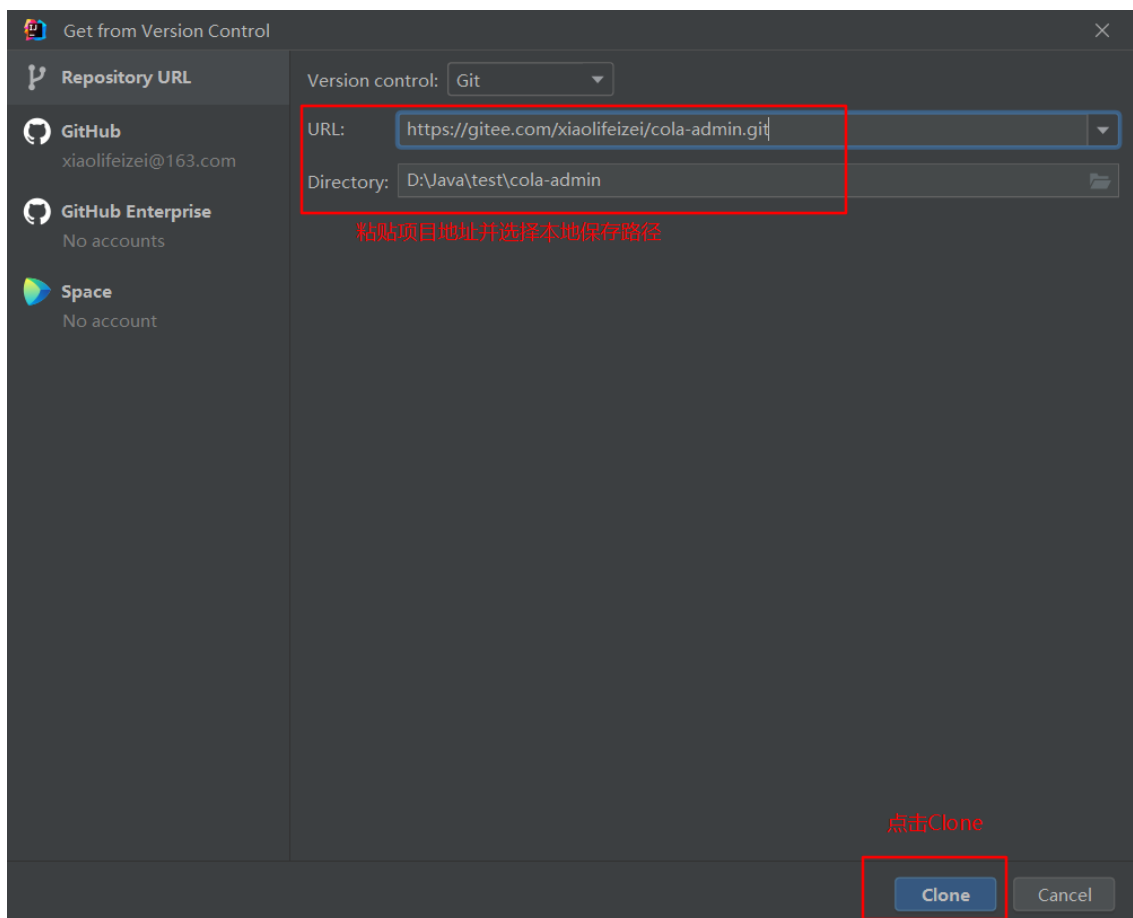 Get from Version Control
Repository URL
Version control: Git
GitHub
xiaolifeizei@163.com
URL: https://gitee.com/xiaolifeizei/cola-admin.git
Directory: D:\Java\test\cola-admin
GitHub Enterprise
No accounts
粘贴项目地址并选择本地保存路径
Space
No account
点击Clone
Clone
Cancel